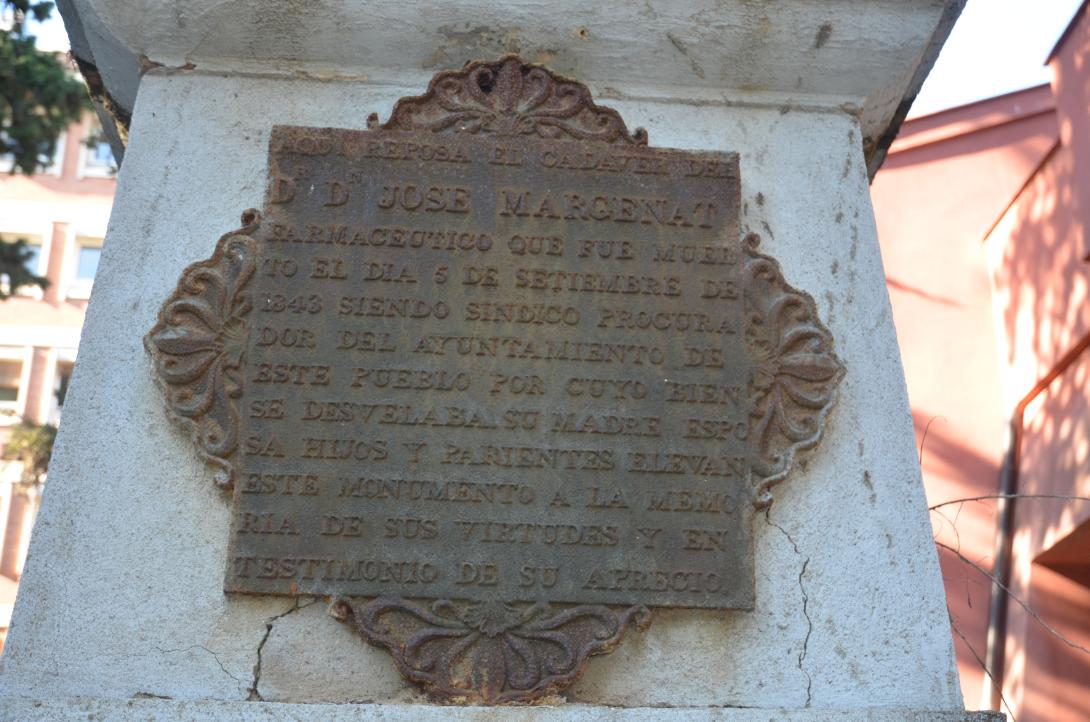 AQUI REPOSA EL CADAVER DEL
Dr Dn JOSE MARGENAT
FARMACEUTICO QUE FUE MUER
TO EL DIA 5 DE SETIEMBRE DE
1843 SIENDO SINDICO PROCURA
DOR DEL AYUNTAMIENTO DE
ESTE PUEBLO POR CUYO BIEN
SE DESVELABA SU MADRE ESPO
SA HIJOS Y PARIENTES ELEVAN
ESTE MONUMENTO A LA MEMO
RIA DE SUS VIRTUDES Y EN
TESTIMONIO DE SU APRECIO